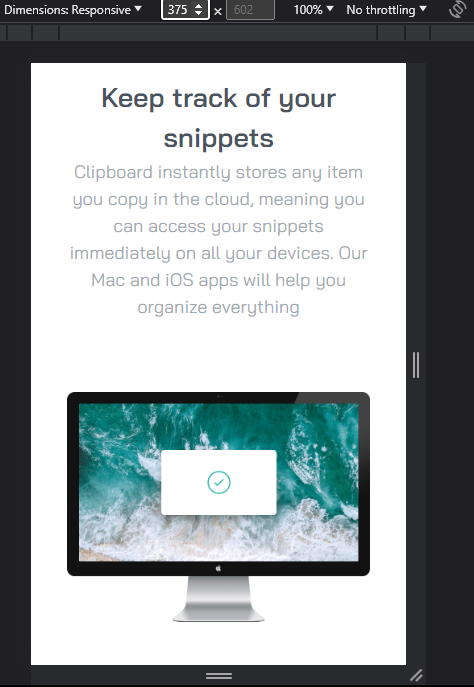 Dimensions: Responsive 375 × 602 100% No throttling
Keep track of your
snippets
Clipboard instantly stores any item
you copy in the cloud, meaning you
can access your snippets
immediately on all your devices. Our
Mac and iOS apps will help you
organize everything